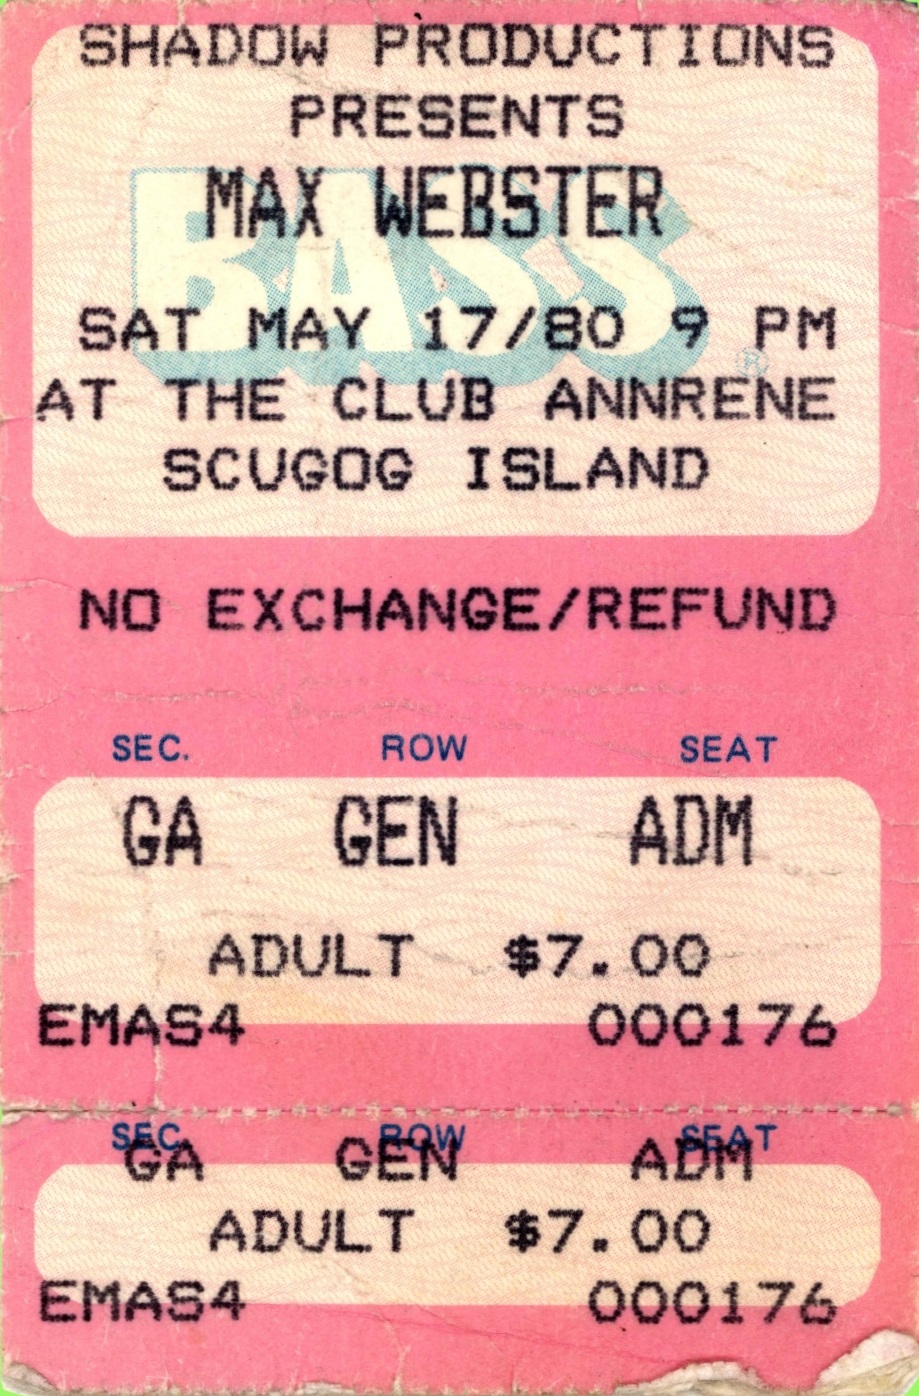 SHADOW PRODUCTIONS
PRESENTS
MAX WEBSTER
BASS
SAT MAY 17/80 9 PM
®
AT THE CLUB ANNRENE
SCUGOG ISLAND
NO EXCHANGE/REFUND
SEC. ROW SEAT
GA GEN ADM
ADULT $7.00
EMAS4 000176
SEC. ROW SEAT
GA GEN ADM
ADULT $7.00
EMAS4 000176